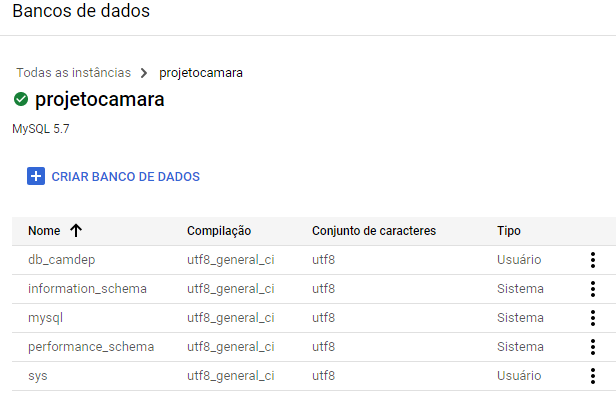 Bancos de dados
Todas as instâncias > projetocamara
projetocamara
MySQL 5.7
CRIAR BANCO DE DADOS
Nome Compilação Conjunto de caracteres Tipo
db_camdep utf8_general_ci utf8 Usuário
information_schema utf8_general_ci utf8 Sistema
mysql utf8_general_ci utf8 Sistema
performance_schema utf8_general_ci utf8 Sistema
sys utf8_general_ci utf8 Usuário